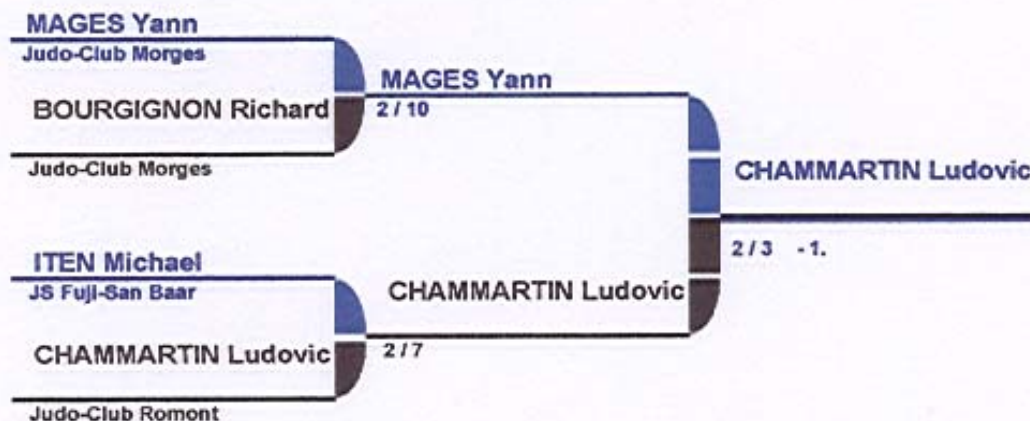 MAGES Yann
Judo-Club Morges
BOURGIGNON Richard
Judo-Club Morges
MAGES Yann
2 / 10
ITEN Michael
JS Fuji-San Baar
CHAMMARTIN Ludovic
Judo-Club Romont
CHAMMARTIN Ludovic
2 / 7
CHAMMARTIN Ludovic
2 / 3 - 1.